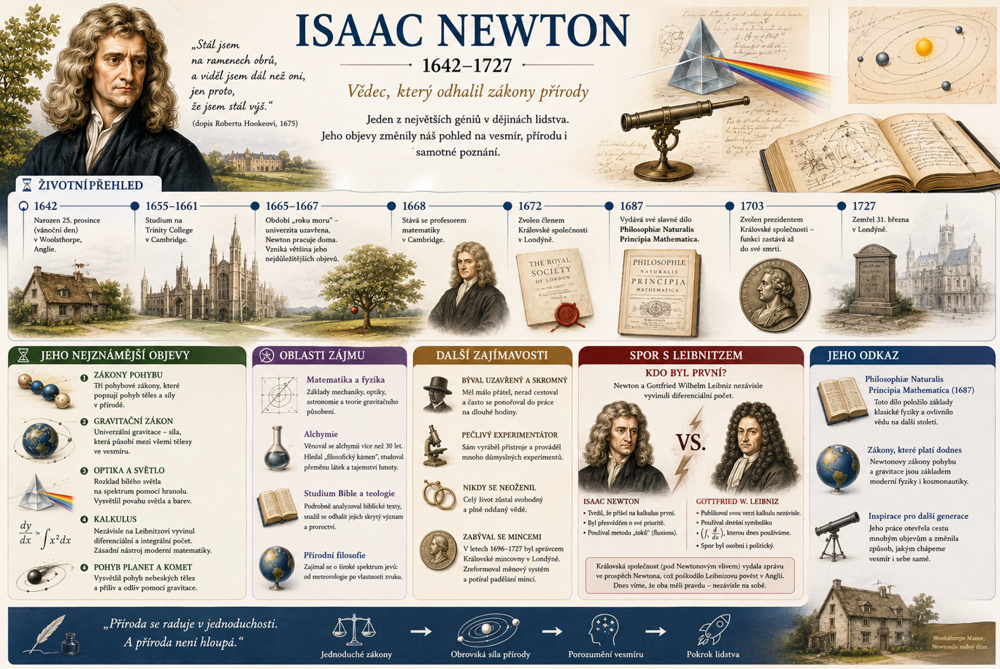 „Stál jsem
na ramenech obrů,
a viděl jsem dál než oni,
jen proto,
že jsem stál výš.“
(dopis Robertu Hookeovi, 1675)
ISAAC NEWTON
1642–1727
Vědec, který odhalil zákony přírody
Jeden z největších géniů v dějinách lidstva.
Jeho objevy změnily náš pohled na vesmír, přírodu i
samotné poznání.
ŽIVOTNÍPŘEHLED
1642
Narozen 25. prosince
(vánoční den)
v Woolsthorpe,
Anglie.
1655–1661
Studium na
Trinity College
v Cambridge.
1665–1667
Období „roku moru“ –
univerzita uzavřena,
Newton pracuje doma.
Vzniká většina jeho
nejdůležitějších objevů.
1668
Stává se profesorem
matematiky
v Cambridge.
1672
Zvolen členem
Královské společnosti
v Londýně.
THE ROYAL
SOCIETY
OF LONDON
1687
Vydává své slavné dílo
Philosophiæ Naturalis
Principia Mathematica.
PHILOSOPHLE
NATURALIS
PRINCIPIA
MATHEMATICA.
1703
Zvolen prezidentem
Královské společnosti –
funkci zastává až
do své smrti.
1727
Zemřel 31. března
v Londýně.
JEHO NEJZNÁMĚJŠÍ OBJEVY
1 ZÁKONY POHYBU
Tři pohybové zákony, které
popsují pohyb těles a síly
v přírodě.
2 GRAVITAČNÍ ZÁKON
Univerzální gravitace – síla,
která působí mezi všemi tělesy
ve vesmíru.
3 OPTIKA A SVĚTLO
Rozklad bílého světla
na spektrum pomocí hranolu.
Vysvětlil povahu světla a barev.
dy/dx ∫x²dx
4 KALKULUS
Nezávisle na Leibnitzovi vyvinul
diferenciální a integrální počet.
Zásadní nástroj moderní matematiky.
4 POHYB PLANET A KOMET
Vysvětlil pohyb nebeských těles
a příliv a odliv pomocí gravitace.
OBLASTI ZÁJMU
Matematika a fyzika
Základy mechaniky, optiky,
astronomie a teorie gravitačního
působení.
Alchymie
Věnoval se alchymii více než 30 let.
Hledal „filosofický kámen“, studoval
přeměnu látek a tajemství hmoty.
Studium Bible a teologie
Podrobně analyzoval biblické texty,
snažil se odhalit jejich skrytý význam
a proroctví.
Přírodní filosofie
Zajímal se o široké spektrum jevů:
od meteorologie po vlastnosti zvuku.
DALŠÍ ZAJÍMAVOSTI
BÝVAL UZAVŘENÝ A SKROMNÝ
Měl málo přátel, nerad cestoval
a často se ponořoval do práce
na dlouhé hodiny.
PEČLIVÝ EXPERIMENTÁTOR
Sám vyráběl přístroje a prováděl
mnoho důmyslných experimentů.
NIKDY SE NEOŽENIL
Celý život zůstal svobodný
a plně oddaný vědě.
ZABÝVAL SE MINCEMI
V letech 1696–1727 byl správcem
Královské mincovny v Londýně.
Zreformoval měnový systém
a potíral padělání mincí.
SPOR S LEIBNITZEM
KDO BYL PRVNÍ?
Newton a Gottfried Wilhelm Leibniz nezávisle
vyvinuli diferenciální počet.
VS.
ISAAC NEWTON
• Tvrdil, že přišel na kalkulus první.
• Byl přesvědčen o své prioritě.
• Používal metodu „toků“ (fluxions).
GOTTFRIED W. LEIBNIZ
• Publikoval svou verzi kalkulu nezávisle.
• Používal dnešní symboliku
• (∫, d/dx), kterou dnes používáme.
• Spor byl osobní i politický.
Královská společnost (pod Newtonovým vlivem) vydala zprávu
ve prospěch Newtona, což poškodilo Leibnizovu pověst v Anglii.
Dnes víme, že oba měli pravdu – nezávisle na sobě.
JEHO ODKAZ
Philosophiæ Naturalis
Principia Mathematica (1687)
Toto dílo položilo základy
klasické fyziky a ovlivnilo
vědu na další století.
Zákony, které platí dodnes
Newtonovy zákony pohybu
a gravitace jsou základem
moderní fyziky i kosmonautiky.
Inspirace pro další generace
Jeho práce otevřela cestu
mnohým objevům a změnila
způsob, jakým chápeme
vesmír i sebe samé.
„Příroda se raduje v jednoduchosti.
A příroda není hloupá.“
Jednoduché zákony
Obrovská síla přírody
Porozumění vesmíru
Pokrok lidstva
Woolsthorpe Manor,
Newtonův rodný dům